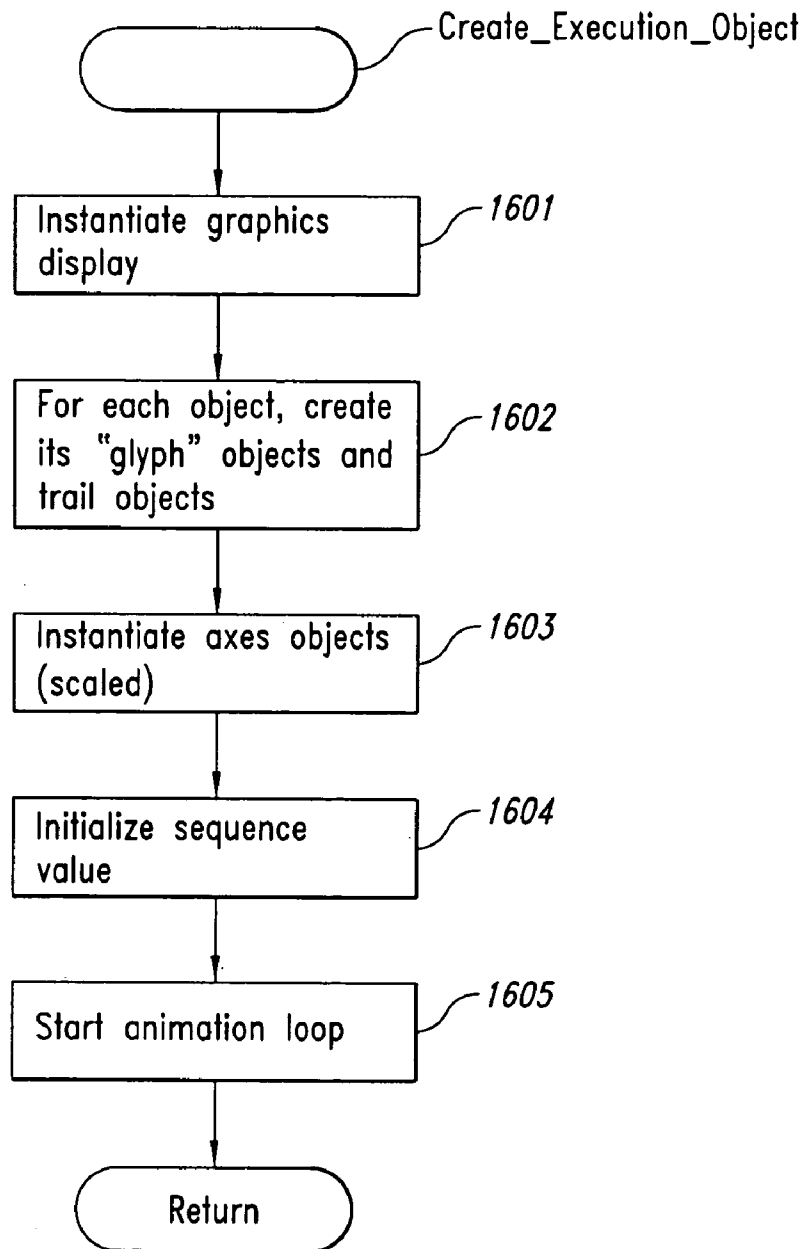 Create_Execution_Object
Instantiate graphics
display
1601
For each object, create
its “glyph” objects and
trail objects
1602
Instantiate axes objects
(scaled)
1603
Initialize sequence
value
1604
Start animation loop
1605
Return